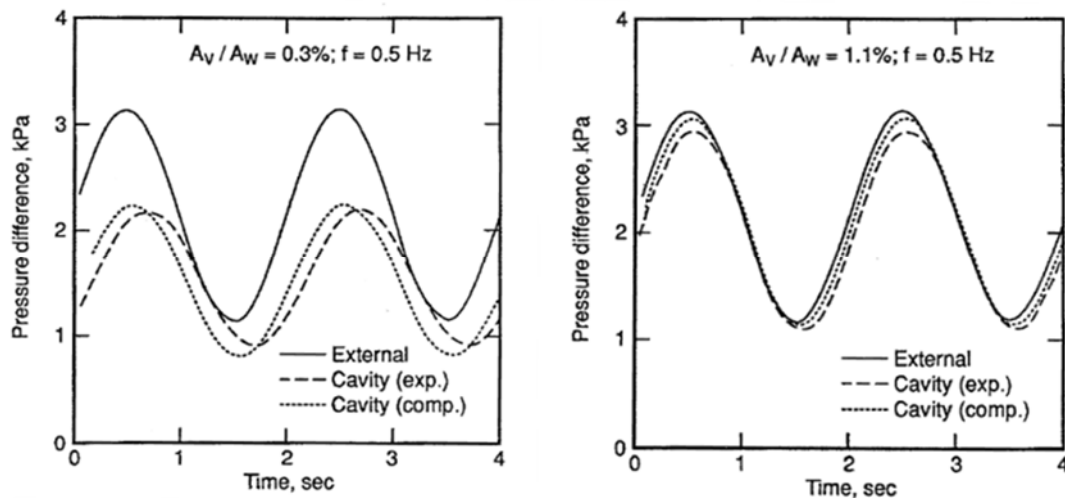 A_V / A_W = 0.3%; f = 0.5 Hz
Pressure difference, kPa
4
3
2
1
0
External
Cavity (exp.)
Cavity (comp.)
0 1 2 3 4
Time, sec
A_V / A_W = 1.1%; f = 0.5 Hz
Pressure difference, kPa
4
3
2
1
0
External
Cavity (exp.)
Cavity (comp.)
0 1 2 3 4
Time, sec